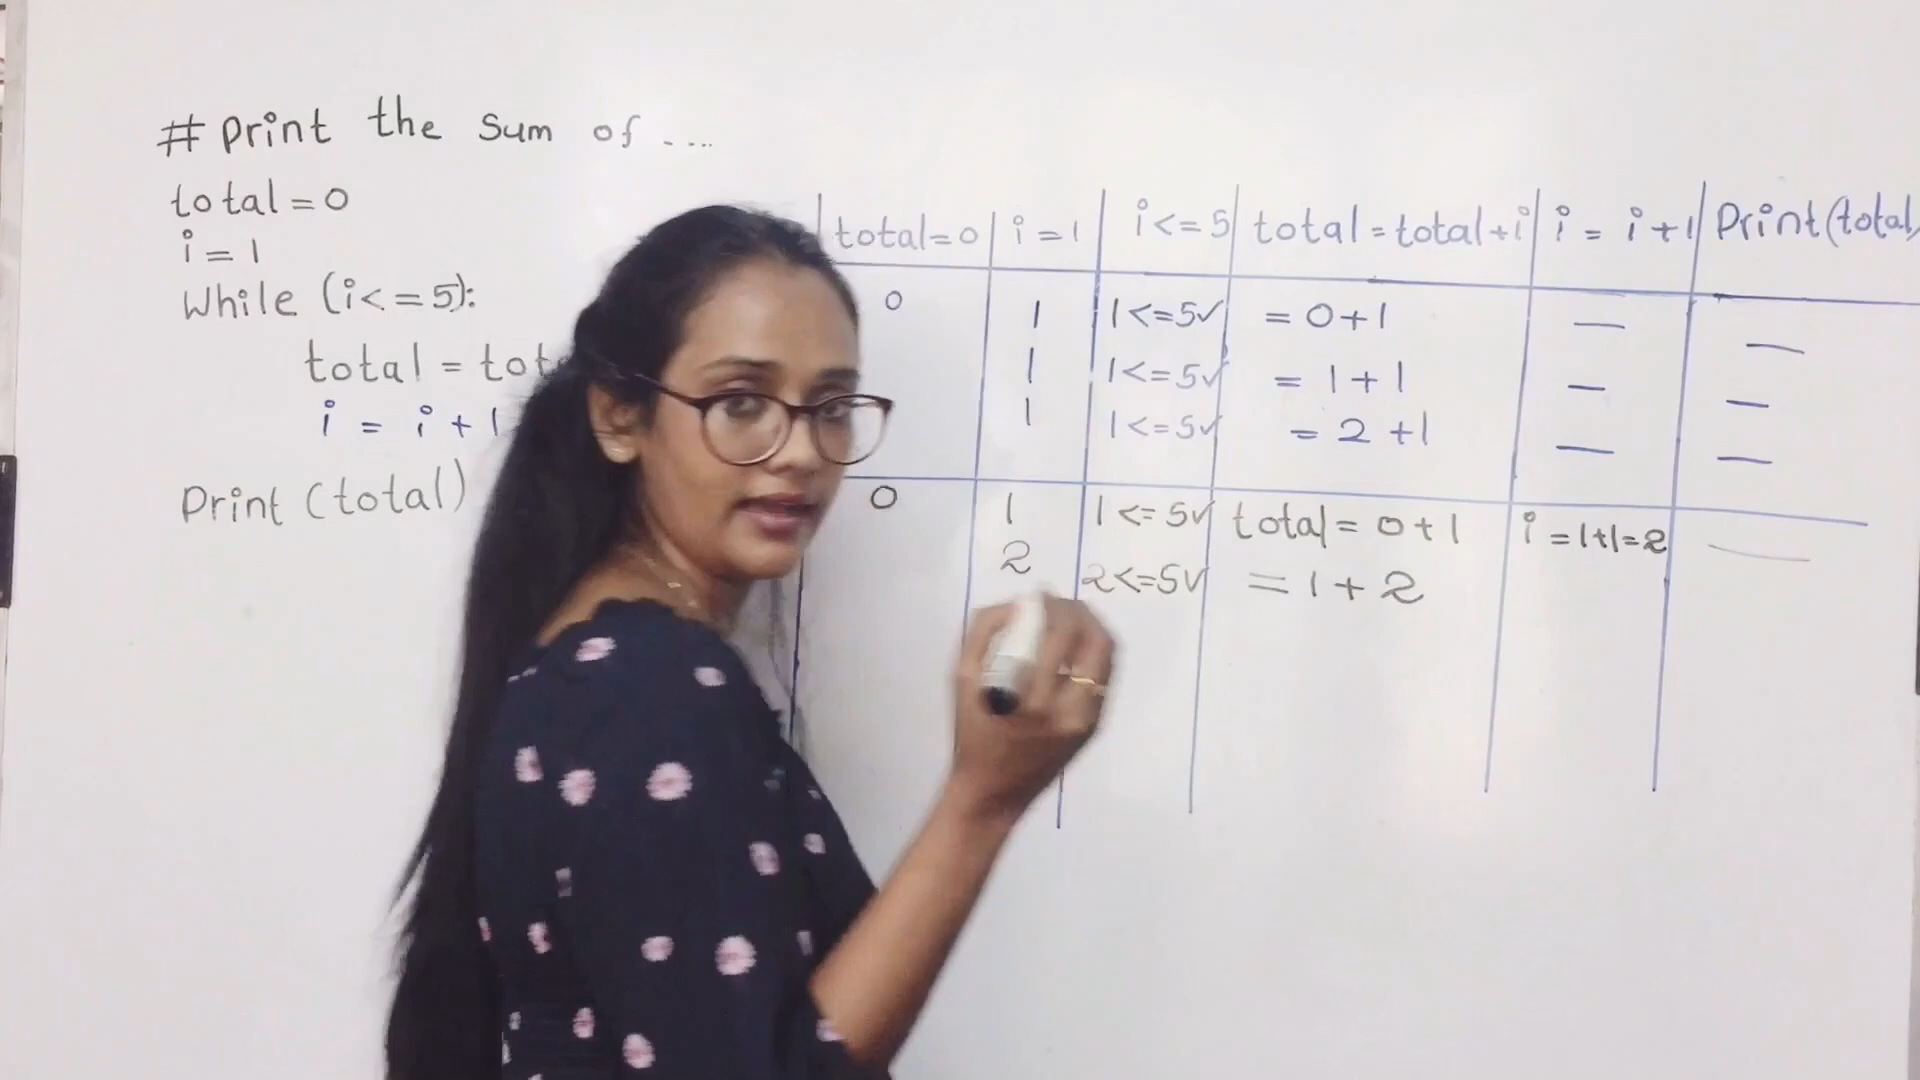 # Print the Sum of ....
total = 0
i = 1
While (i<=5):
total =
i = i + 1
Print (total)
total=0 i=1 i<=5 total=total+i i = i+1 Print(total)
0 1 1<=5✓ = 0+1 — —
1 1<=5✓ = 1+1 — —
1 1<=5✓ = 2+1 — —
0 1 1<=5✓ total= 0+1 i=1+1=2 —
2 2<=5✓ = 1+2